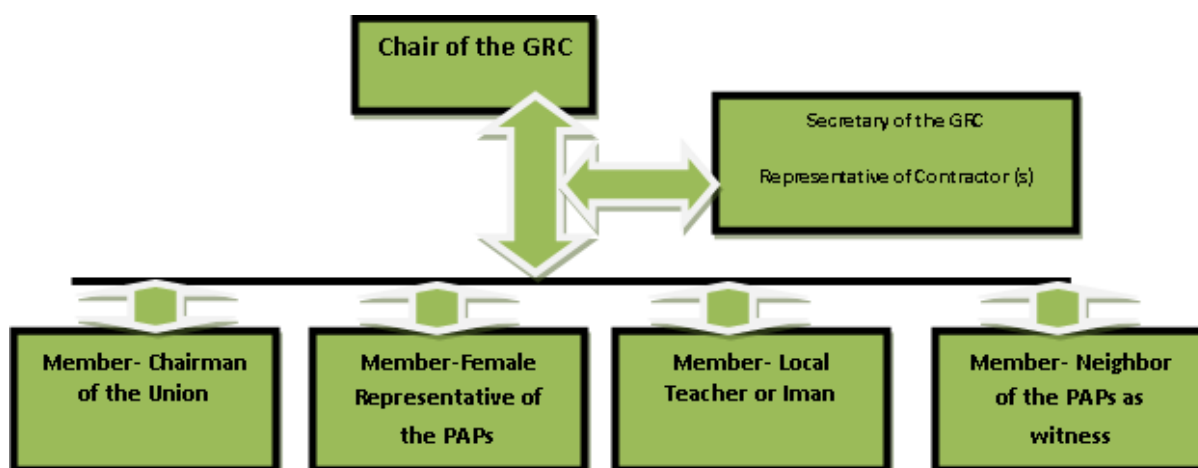 Chair of the GRC
Secretary of the GRC
Representative of Contractor (s)
Member- Chairman
of the Union
Member-Female
Representative of
the PAPs
Member- Local
Teacher or Iman
Member- Neighbor
of the PAPs as
witness